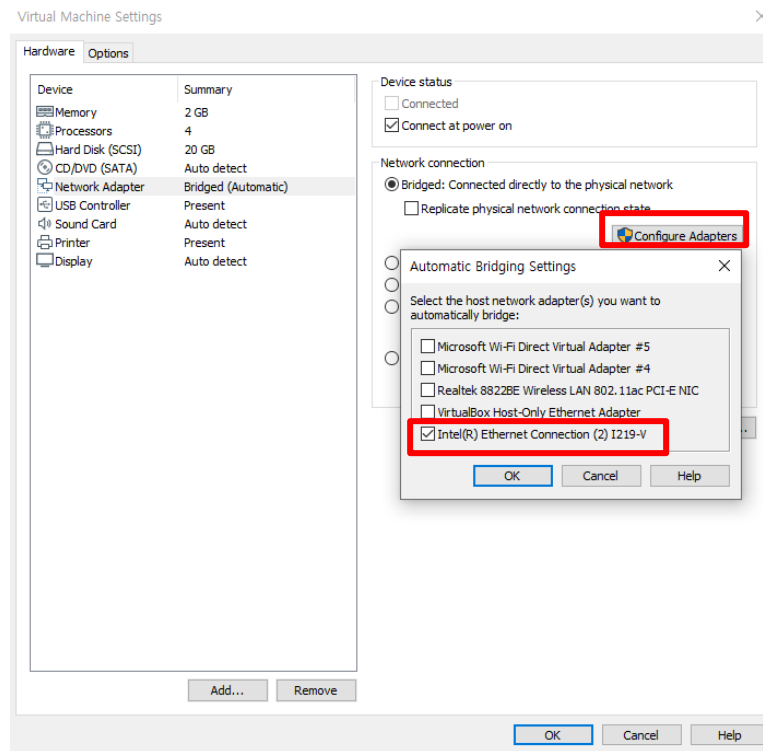 Virtual Machine Settings
Hardware
Options
Device Summary
Memory 2 GB
Processors 4
Hard Disk (SCSI) 20 GB
CD/DVD (SATA) Auto detect
Network Adapter Bridged (Automatic)
USB Controller Present
Sound Card Auto detect
Printer Present
Display Auto detect
Add...
Remove
Device status
Connected
Connect at power on
Network connection
Bridged: Connected directly to the physical network
Replicate physical network connection state
Configure Adapters
Automatic Bridging Settings
Select the host network adapter(s) you want to
automatically bridge:
Microsoft Wi-Fi Direct Virtual Adapter #5
Microsoft Wi-Fi Direct Virtual Adapter #4
Realtek 8822BE Wireless LAN 802.11ac PCI-E NIC
VirtualBox Host-Only Ethernet Adapter
Intel(R) Ethernet Connection (2) I219-V
OK
Cancel
Help
OK
Cancel
Help